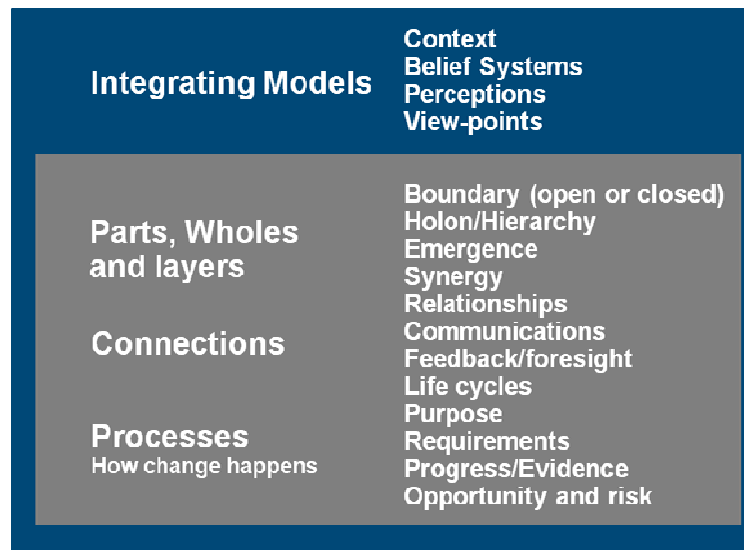 Integrating Models
Context
Belief Systems
Perceptions
View-points
Parts, Wholes
and layers
Boundary (open or closed)
Holon/Hierarchy
Emergence
Synergy
Connections
Relationships
Communications
Feedback/foresight
Processes
How change happens
Life cycles
Purpose
Requirements
Progress/Evidence
Opportunity and risk